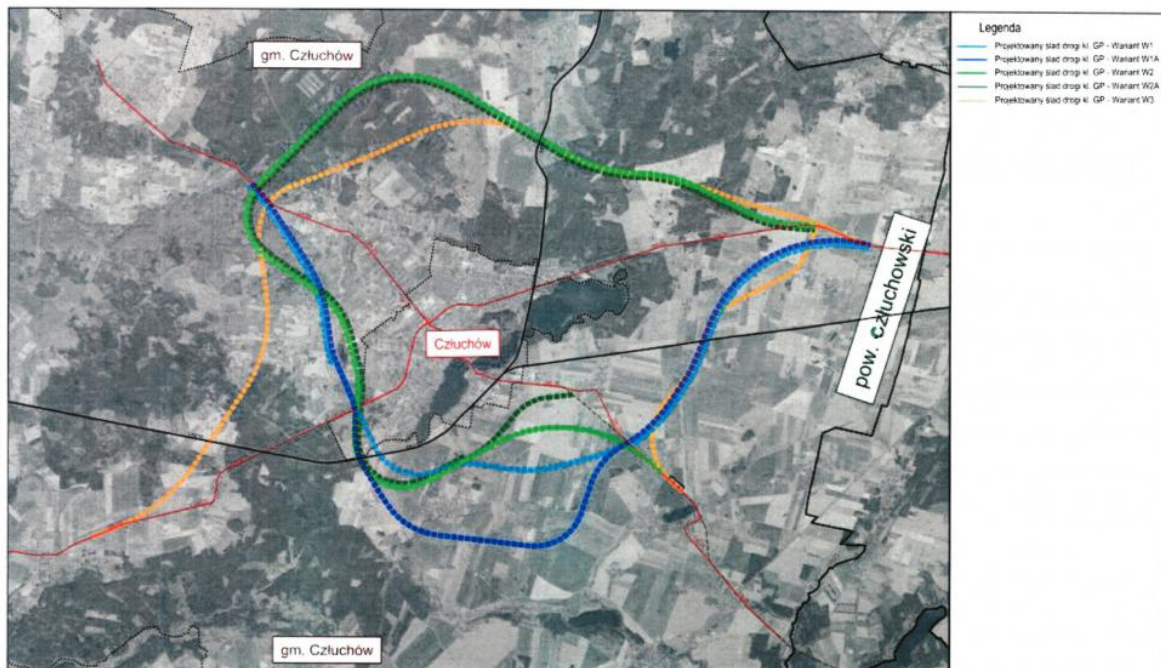 gm. Człuchów
Legenda
Projektowany ślad drogi kl. GP - Wariant W1
Projektowany ślad drogi kl. GP - Wariant W1A
Projektowany ślad drogi kl. GP - Wariant W2
Projektowany ślad drogi kl. GP - Wariant W2A
Projektowany ślad drogi kl. GP - Wariant W3
pow. Człuchowski
Człuchów
gm. Człuchów